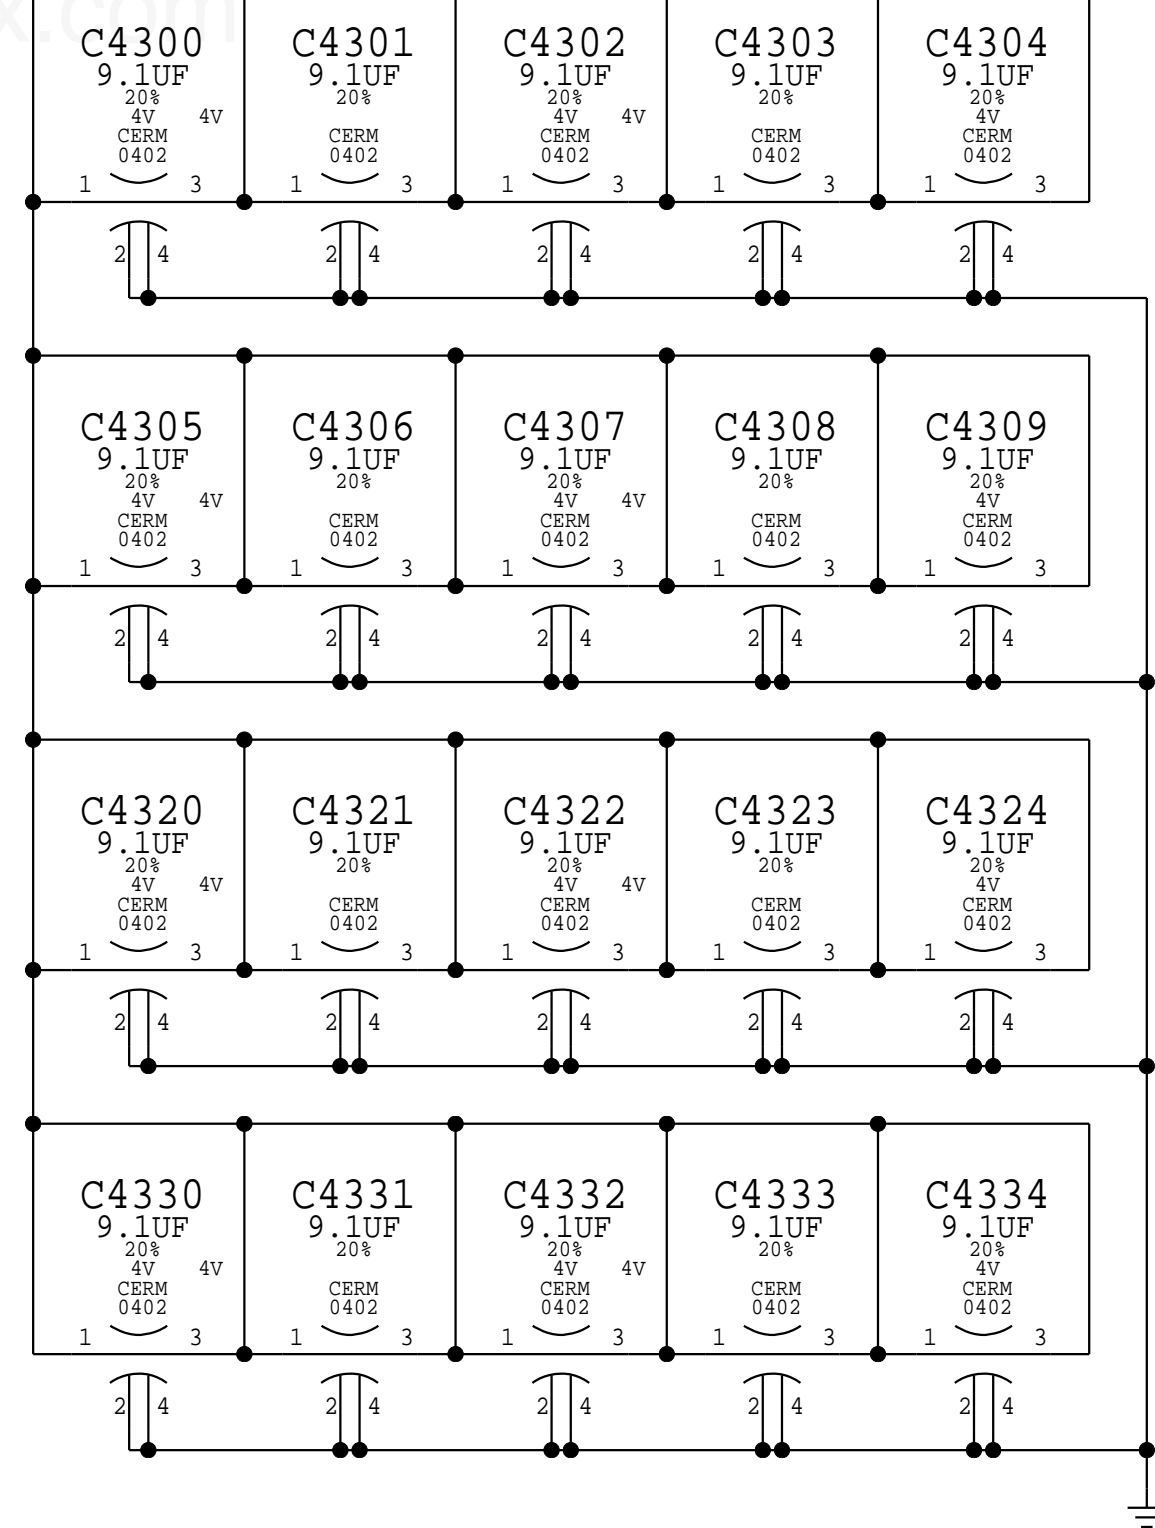 x.com
C4300 C4301 C4302 C4303 C4304
9.1UF 9.1UF 9.1UF 9.1UF 9.1UF
20% 20% 20% 20% 20%
4V 4V 4V 4V 4V
CERM CERM CERM CERM CERM
0402 0402 0402 0402 0402
1 3 1 3 1 3 1 3 1 3
2 4 2 4 2 4 2 4 2 4
C4305 C4306 C4307 C4308 C4309
9.1UF 9.1UF 9.1UF 9.1UF 9.1UF
20% 20% 20% 20% 20%
4V 4V 4V 4V 4V
CERM CERM CERM CERM CERM
0402 0402 0402 0402 0402
1 3 1 3 1 3 1 3 1 3
2 4 2 4 2 4 2 4 2 4
C4320 C4321 C4322 C4323 C4324
9.1UF 9.1UF 9.1UF 9.1UF 9.1UF
20% 20% 20% 20% 20%
4V 4V 4V 4V 4V
CERM CERM CERM CERM CERM
0402 0402 0402 0402 0402
1 3 1 3 1 3 1 3 1 3
2 4 2 4 2 4 2 4 2 4
C4330 C4331 C4332 C4333 C4334
9.1UF 9.1UF 9.1UF 9.1UF 9.1UF
20% 20% 20% 20% 20%
4V 4V 4V 4V 4V
CERM CERM CERM CERM CERM
0402 0402 0402 0402 0402
1 3 1 3 1 3 1 3 1 3
2 4 2 4 2 4 2 4 2 4